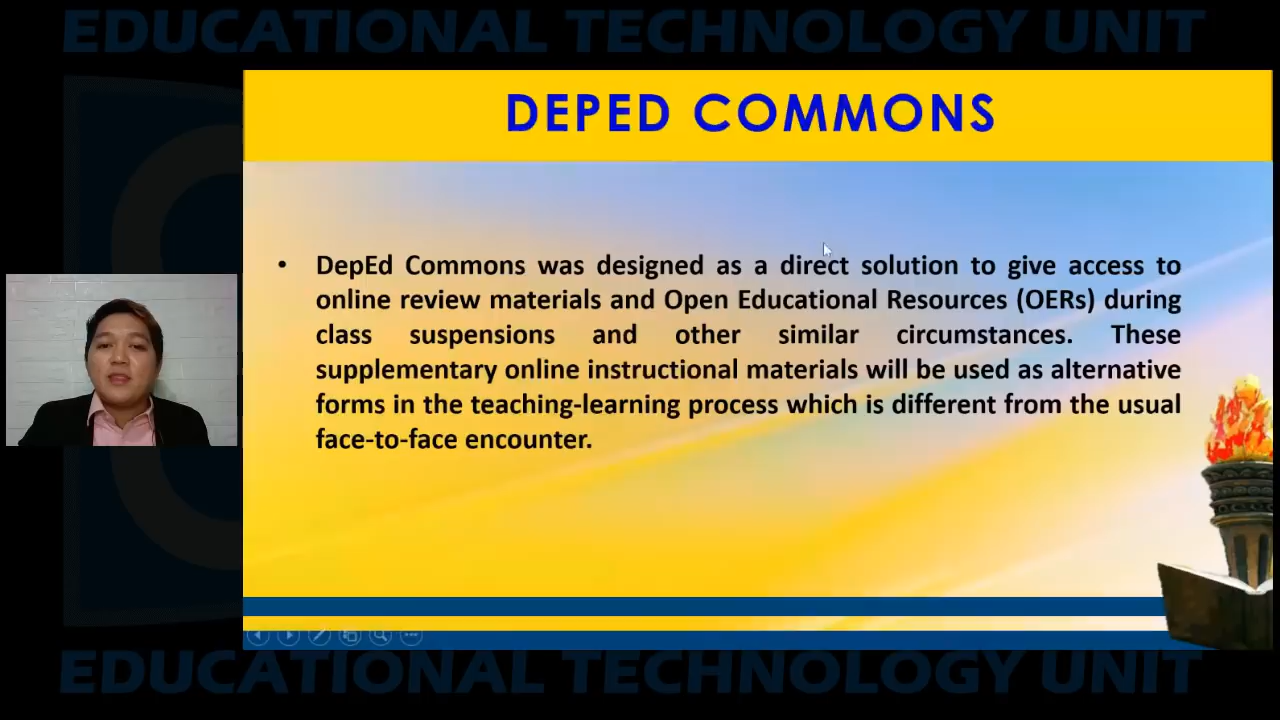 EDUCATIONAL TECHNOLOGY UNIT
DEPED COMMONS
• DepEd Commons was designed as a direct solution to give access to
online review materials and Open Educational Resources (OERs) during
class suspensions and other similar circumstances. These
supplementary online instructional materials will be used as alternative
forms in the teaching-learning process which is different from the usual
face-to-face encounter.
EDUCATIONAL TECHNOLOGY UNIT